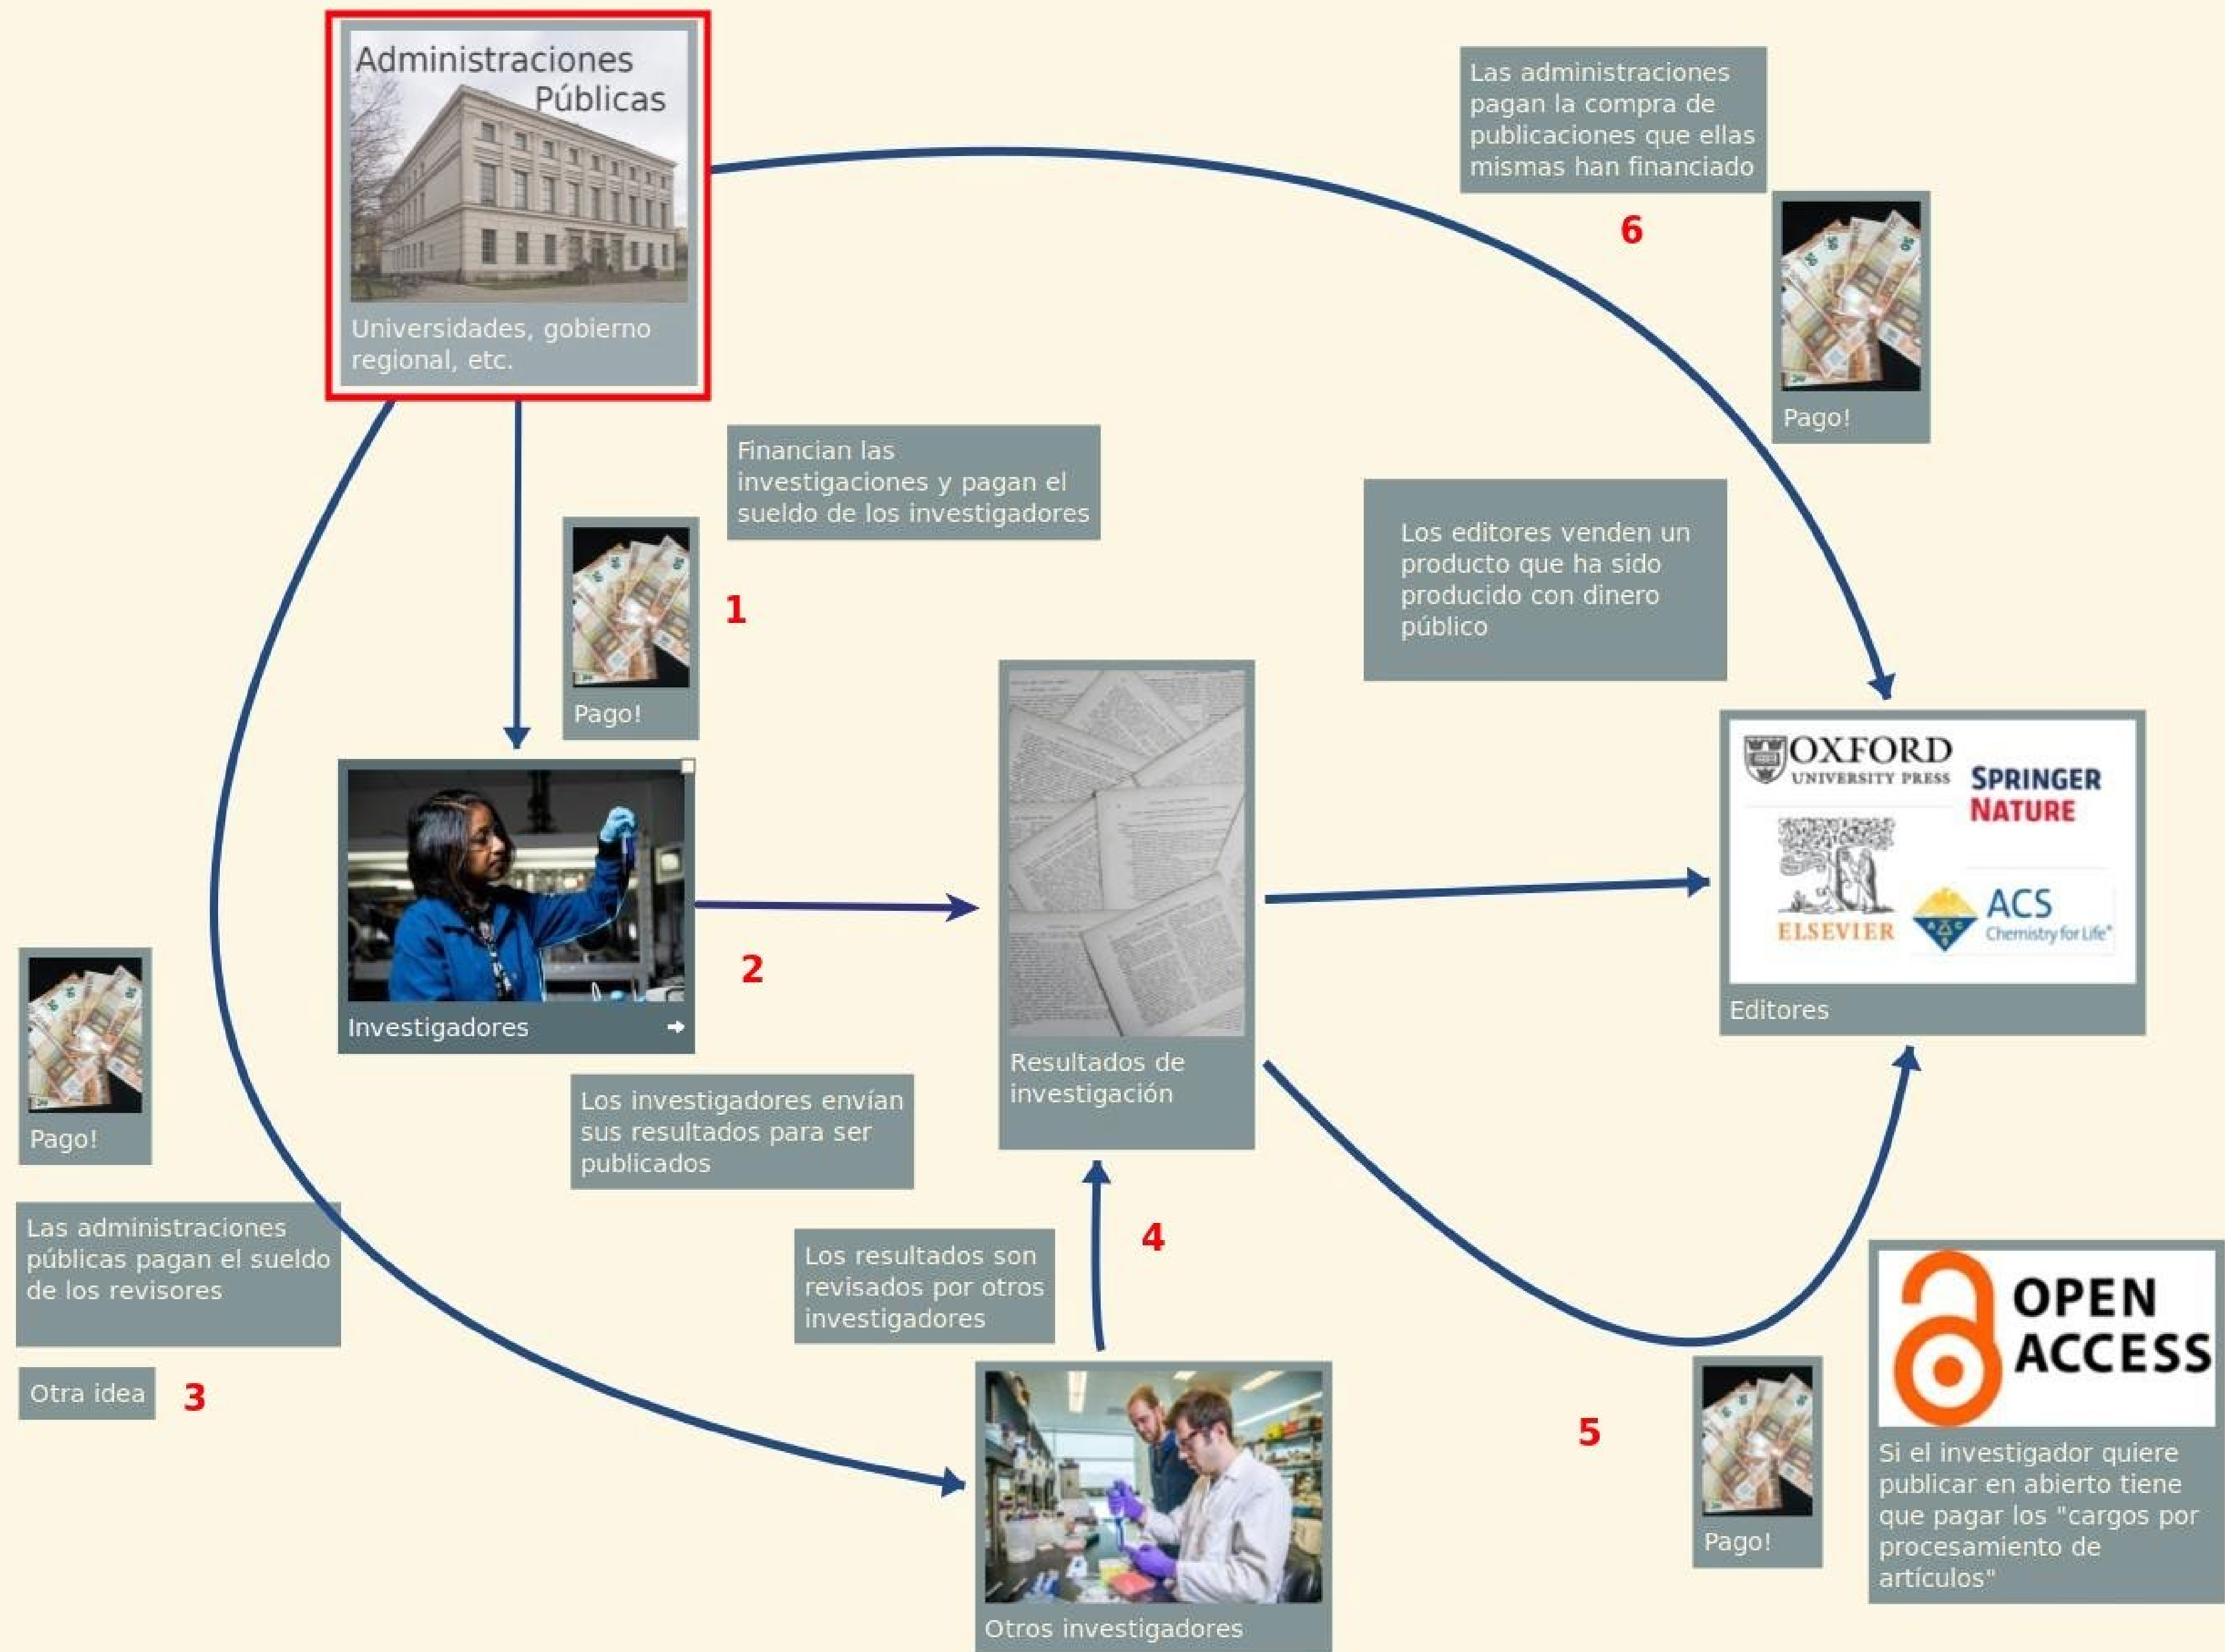 Administraciones
Públicas
Universidades, gobierno
regional, etc.
Las administraciones
pagan la compra de
publicaciones que ellas
mismas han financiado
6
Pago!
Financian las
investigaciones y pagan el
sueldo de los investigadores
1
Pago!
Los editores venden un
producto que ha sido
producido con dinero
público
OXFORD
UNIVERSITY PRESS
SPRINGER
NATURE
ELSEVIER
ACS
Chemistry for Life®
Editores
Investigadores
2
Los investigadores envían
sus resultados para ser
publicados
Resultados de
investigación
Pago!
Las administraciones
públicas pagan el sueldo
de los revisores
Otra idea
3
Los resultados son
revisados por otros
investigadores
4
Otros investigadores
5
Pago!
OPEN
ACCESS
Si el investigador quiere
publicar en abierto tiene
que pagar los "cargos por
procesamiento de
artículos"